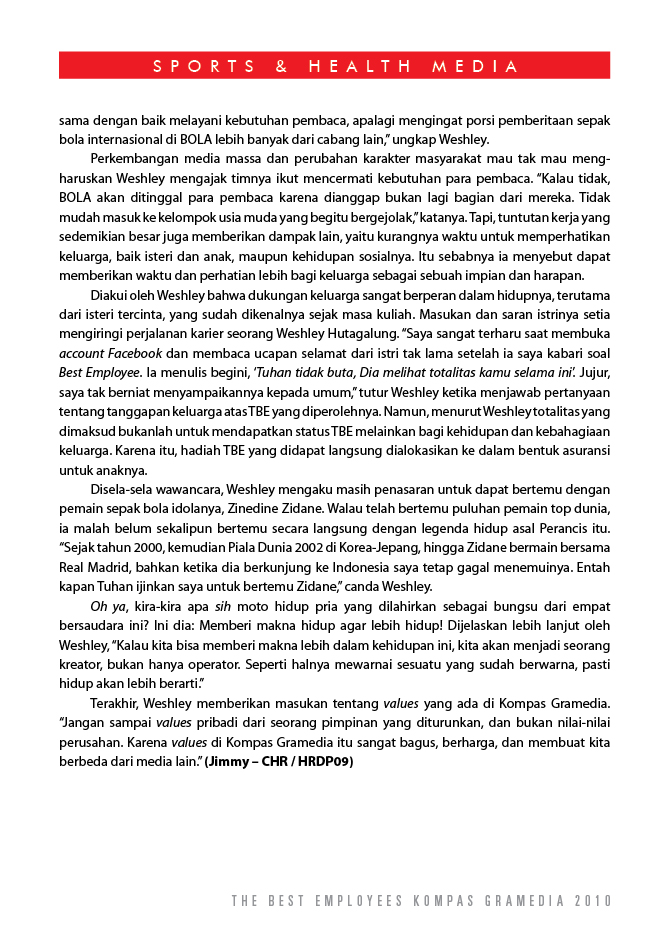 SPORTS & HEALTH MEDIA
sama dengan baik melayani kebutuhan pembaca, apalagi mengingat porsi pemberitaan sepak
bola internasional di BOLA lebih banyak dari cabang lain,” ungkap Weshley.
Perkembangan media massa dan perubahan karakter masyarakat mau tak mau meng-
haruskan Weshley mengajak timnya ikut mencermati kebutuhan para pembaca. “Kalau tidak,
BOLA akan ditinggal para pembaca karena dianggap bukan lagi bagian dari mereka. Tidak
mudah masuk ke kelompok usia muda yang begitu bergejolak,” katanya. Tapi, tuntutan kerja yang
sedemikian besar juga memberikan dampak lain, yaitu kurangnya waktu untuk memperhatikan
keluarga, baik isteri dan anak, maupun kehidupan sosialnya. Itu sebabnya ia menyebut dapat
memberikan waktu dan perhatian lebih bagi keluarga sebagai sebuah impian dan harapan.
Diakui oleh Weshley bahwa dukungan keluarga sangat berperan dalam hidupnya, terutama
dari isteri tercinta, yang sudah dikenalnya sejak masa kuliah. Masukan dan saran istrinya setia
mengiringi perjalanan karier seorang Weshley Hutagalung. “Saya sangat terharu saat membuka
account Facebook dan membaca ucapan selamat dari istri tak lama setelah ia saya kabari soal
Best Employee. Ia menulis begini, ‘Tuhan tidak buta, Dia melihat totalitas kamu selama ini’. Jujur,
saya tak berniat menyampaikannya kepada umum,” tutur Weshley ketika menjawab pertanyaan
tentang tanggapan keluarga atas TBE yang diperolehnya. Namun, menurut Weshley totalitas yang
dimaksud bukanlah untuk mendapatkan status TBE melainkan bagi kehidupan dan kebahagiaan
keluarga. Karena itu, hadiah TBE yang didapat langsung dialokasikan ke dalam bentuk asuransi
untuk anaknya.
Disela-sela wawancara, Weshley mengaku masih penasaran untuk dapat bertemu dengan
pemain sepak bola idolanya, Zinedine Zidane. Walau telah bertemu puluhan pemain top dunia,
ia malah belum sekalipun bertemu secara langsung dengan legenda hidup asal Perancis itu.
“Sejak tahun 2000, kemudian Piala Dunia 2002 di Korea-Jepang, hingga Zidane bermain bersama
Real Madrid, bahkan ketika dia berkunjung ke Indonesia saya tetap gagal menemuinya. Entah
kapan Tuhan ijinkan saya untuk bertemu Zidane,” canda Weshley.
Oh ya, kira-kira apa sih moto hidup pria yang dilahirkan sebagai bungsu dari empat
bersaudara ini? Ini dia: Memberi makna hidup agar lebih hidup! Dijelaskan lebih lanjut oleh
Weshley, “Kalau kita bisa memberi makna lebih dalam kehidupan ini, kita akan menjadi seorang
kreator, bukan hanya operator. Seperti halnya mewarnai sesuatu yang sudah berwarna, pasti
hidup akan lebih berarti.”
Terakhir, Weshley memberikan masukan tentang values yang ada di Kompas Gramedia.
“Jangan sampai values pribadi dari seorang pimpinan yang diturunkan, dan bukan nilai-nilai
perusahan. Karena values di Kompas Gramedia itu sangat bagus, berharga, dan membuat kita
berbeda dari media lain.” (Jimmy – CHR / HRDP09)
THE BEST EMPLOYEES KOMPAS GRAMEDIA 2010